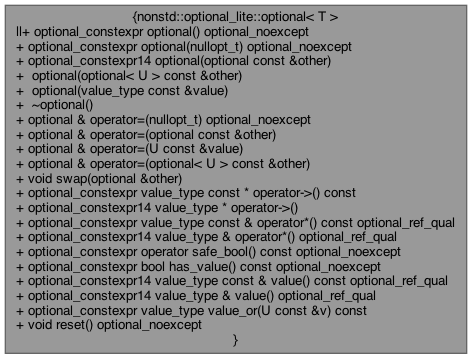 {nonstd::optional_lite::optional< T >
ll+ optional_constexpr optional() optional_noexcept
+ optional_constexpr optional(nullopt_t) optional_noexcept
+ optional_constexpr14 optional(optional const &other)
+  optional(optional< U > const &other)
+  optional(value_type const &value)
+  ~optional()
+ optional & operator=(nullopt_t) optional_noexcept
+ optional & operator=(optional const &other)
+ optional & operator=(U const &value)
+ optional & operator=(optional< U > const &other)
+ void swap(optional &other)
+ optional_constexpr value_type const * operator->() const
+ optional_constexpr14 value_type * operator->()
+ optional_constexpr value_type const & operator*() const optional_ref_qual
+ optional_constexpr14 value_type & operator*() optional_ref_qual
+ optional_constexpr operator safe_bool() const optional_noexcept
+ optional_constexpr bool has_value() const optional_noexcept
+ optional_constexpr14 value_type const & value() const optional_ref_qual
+ optional_constexpr14 value_type & value() optional_ref_qual
+ optional_constexpr value_type value_or(U const &v) const
+ void reset() optional_noexcept
}